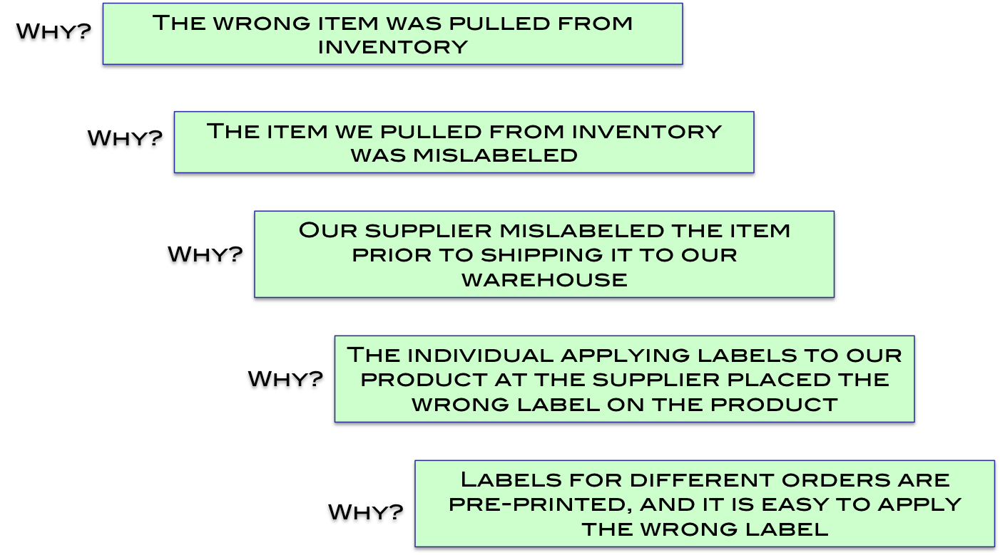 Why?
The wrong item was pulled from
inventory
Why?
The item we pulled from inventory
was mislabeled
Why?
Our supplier mislabeled the item
prior to shipping it to our
warehouse
Why?
The individual applying labels to our
product at the supplier placed the
wrong label on the product
Why?
Labels for different orders are
pre-printed, and it is easy to apply
the wrong label